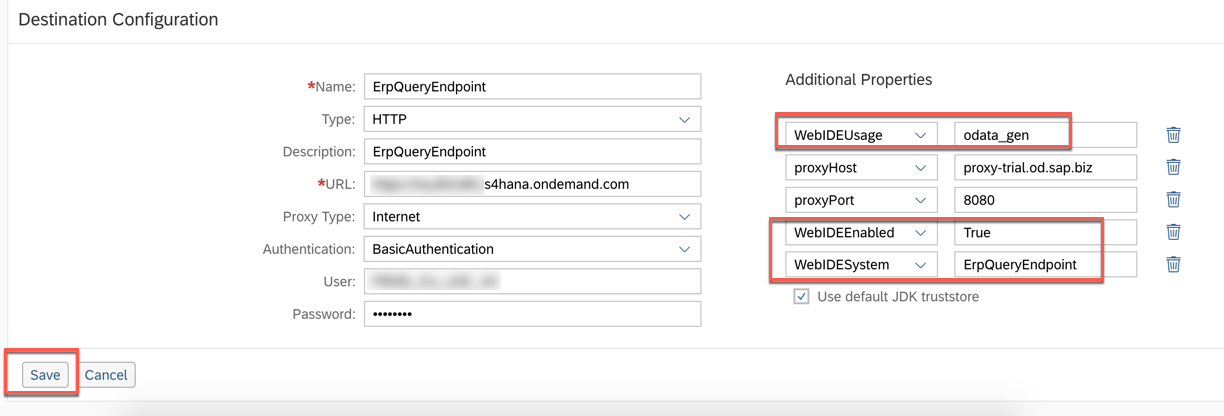 Destination Configuration
*Name: ErpQueryEndpoint
Type: HTTP
Description: ErpQueryEndpoint
*URL: s4hana.ondemand.com
Proxy Type: Internet
Authentication: BasicAuthentication
User:
Password: ••••••••
Additional Properties
WebIDEUsage odata_gen
proxyHost proxy-trial.od.sap.biz
proxyPort 8080
WebIDEEnabled True
WebIDESystem ErpQueryEndpoint
Use default JDK truststore
Save Cancel